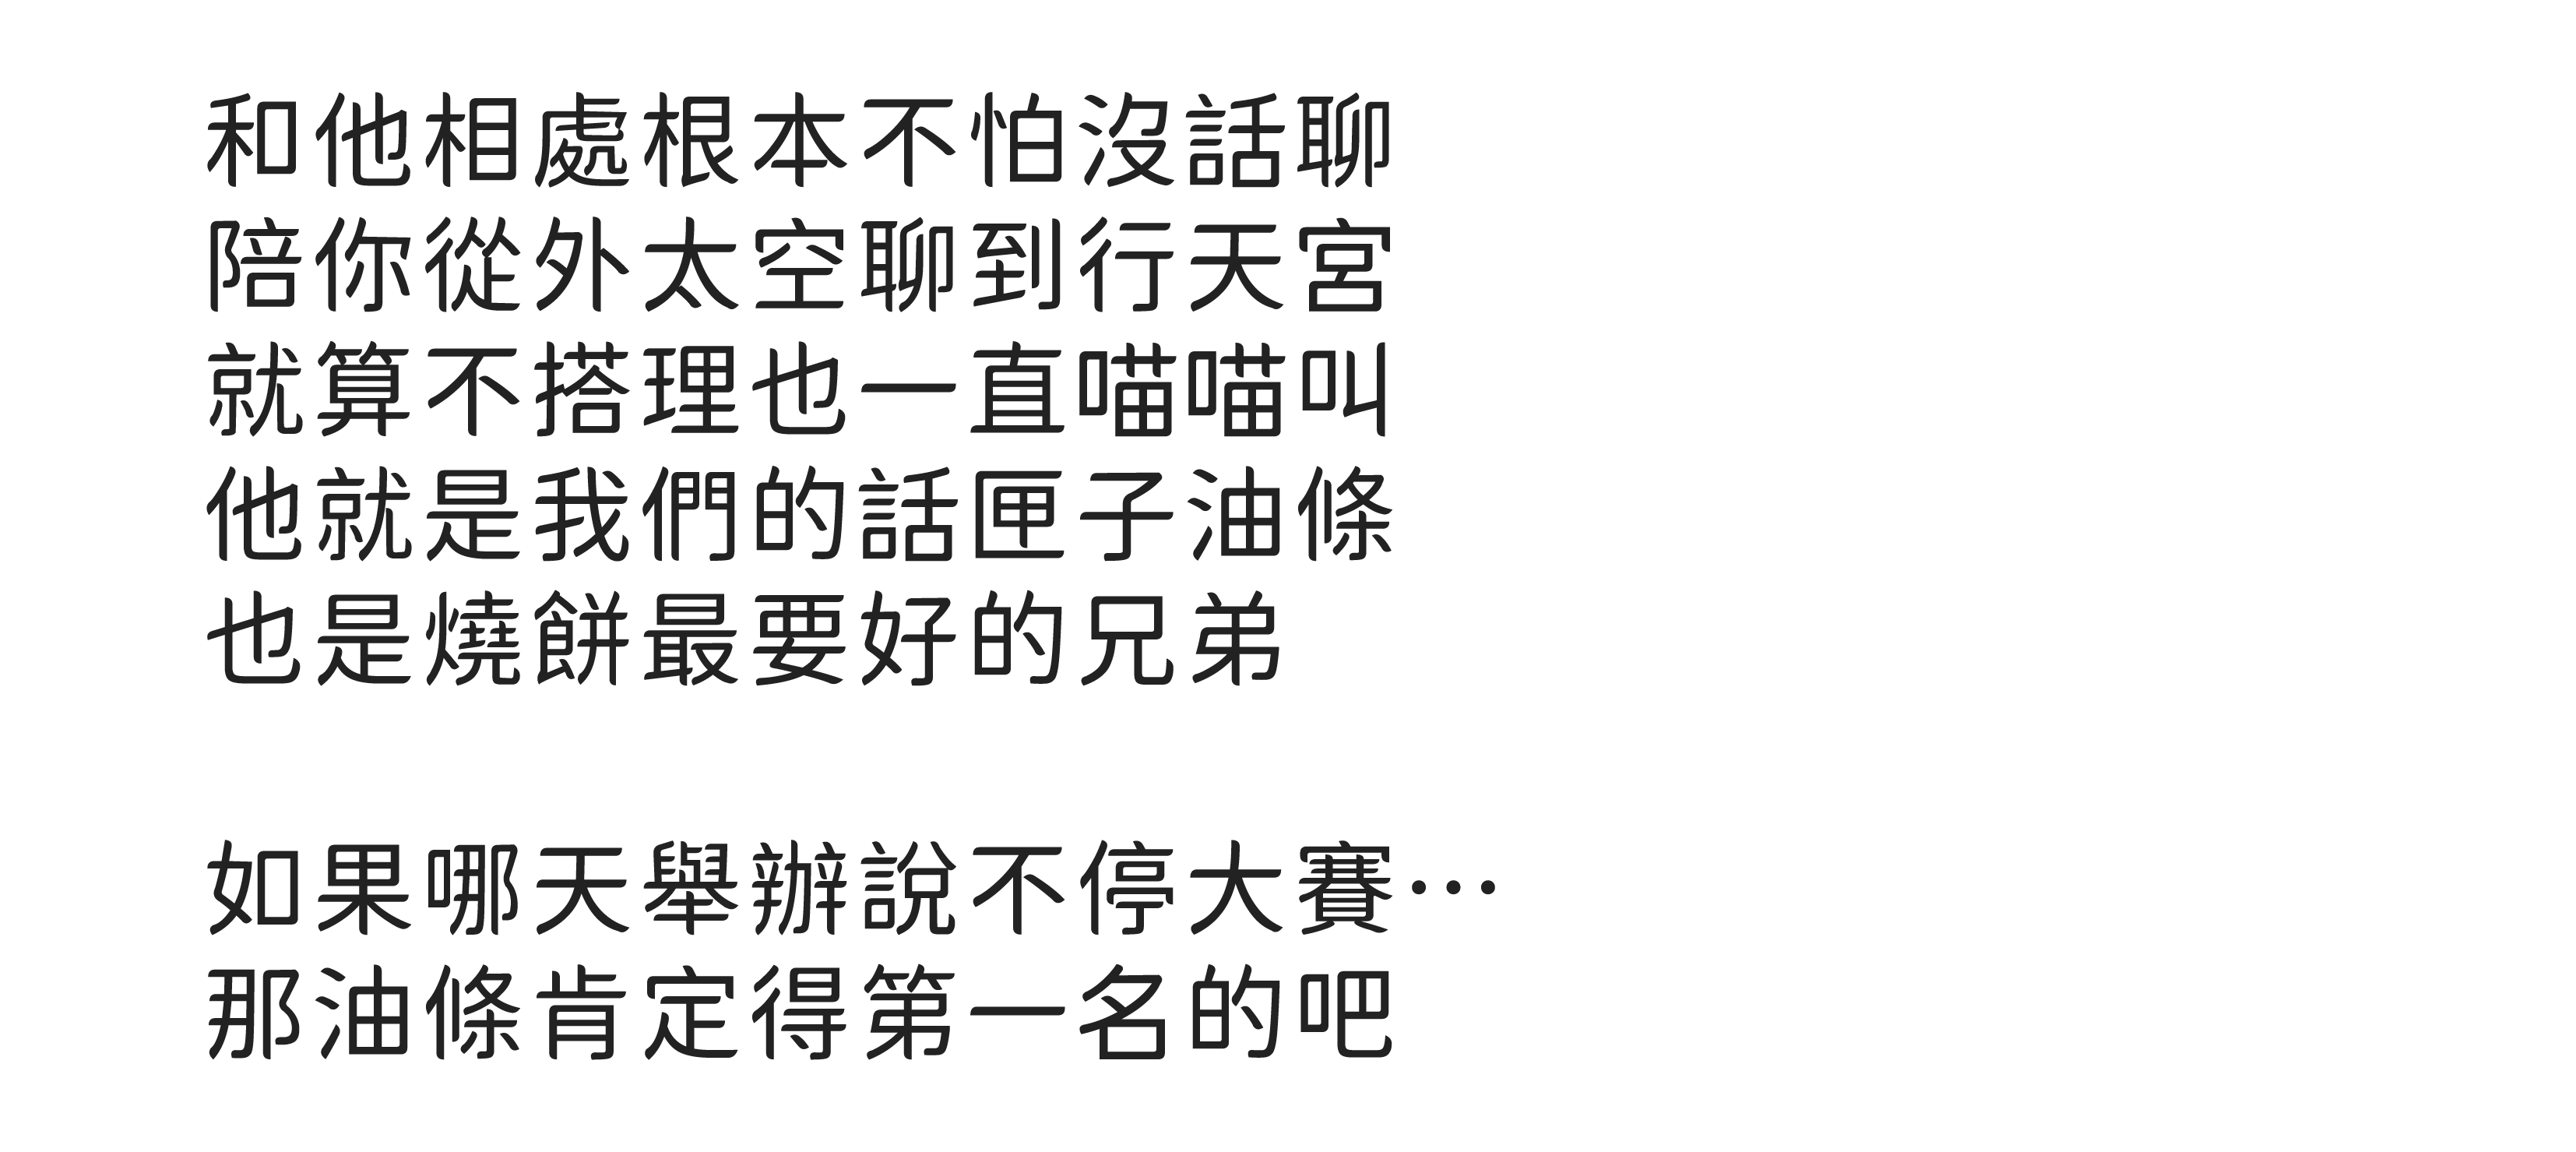 和他相處根本不怕沒話聊
陪你從外太空聊到行天宮
就算不搭理也一直喵喵叫
他就是我們的話匣子油條
也是燒餅最要好的兄弟
如果哪天舉辦說不停大賽⋯
那油條肯定得第一名的吧